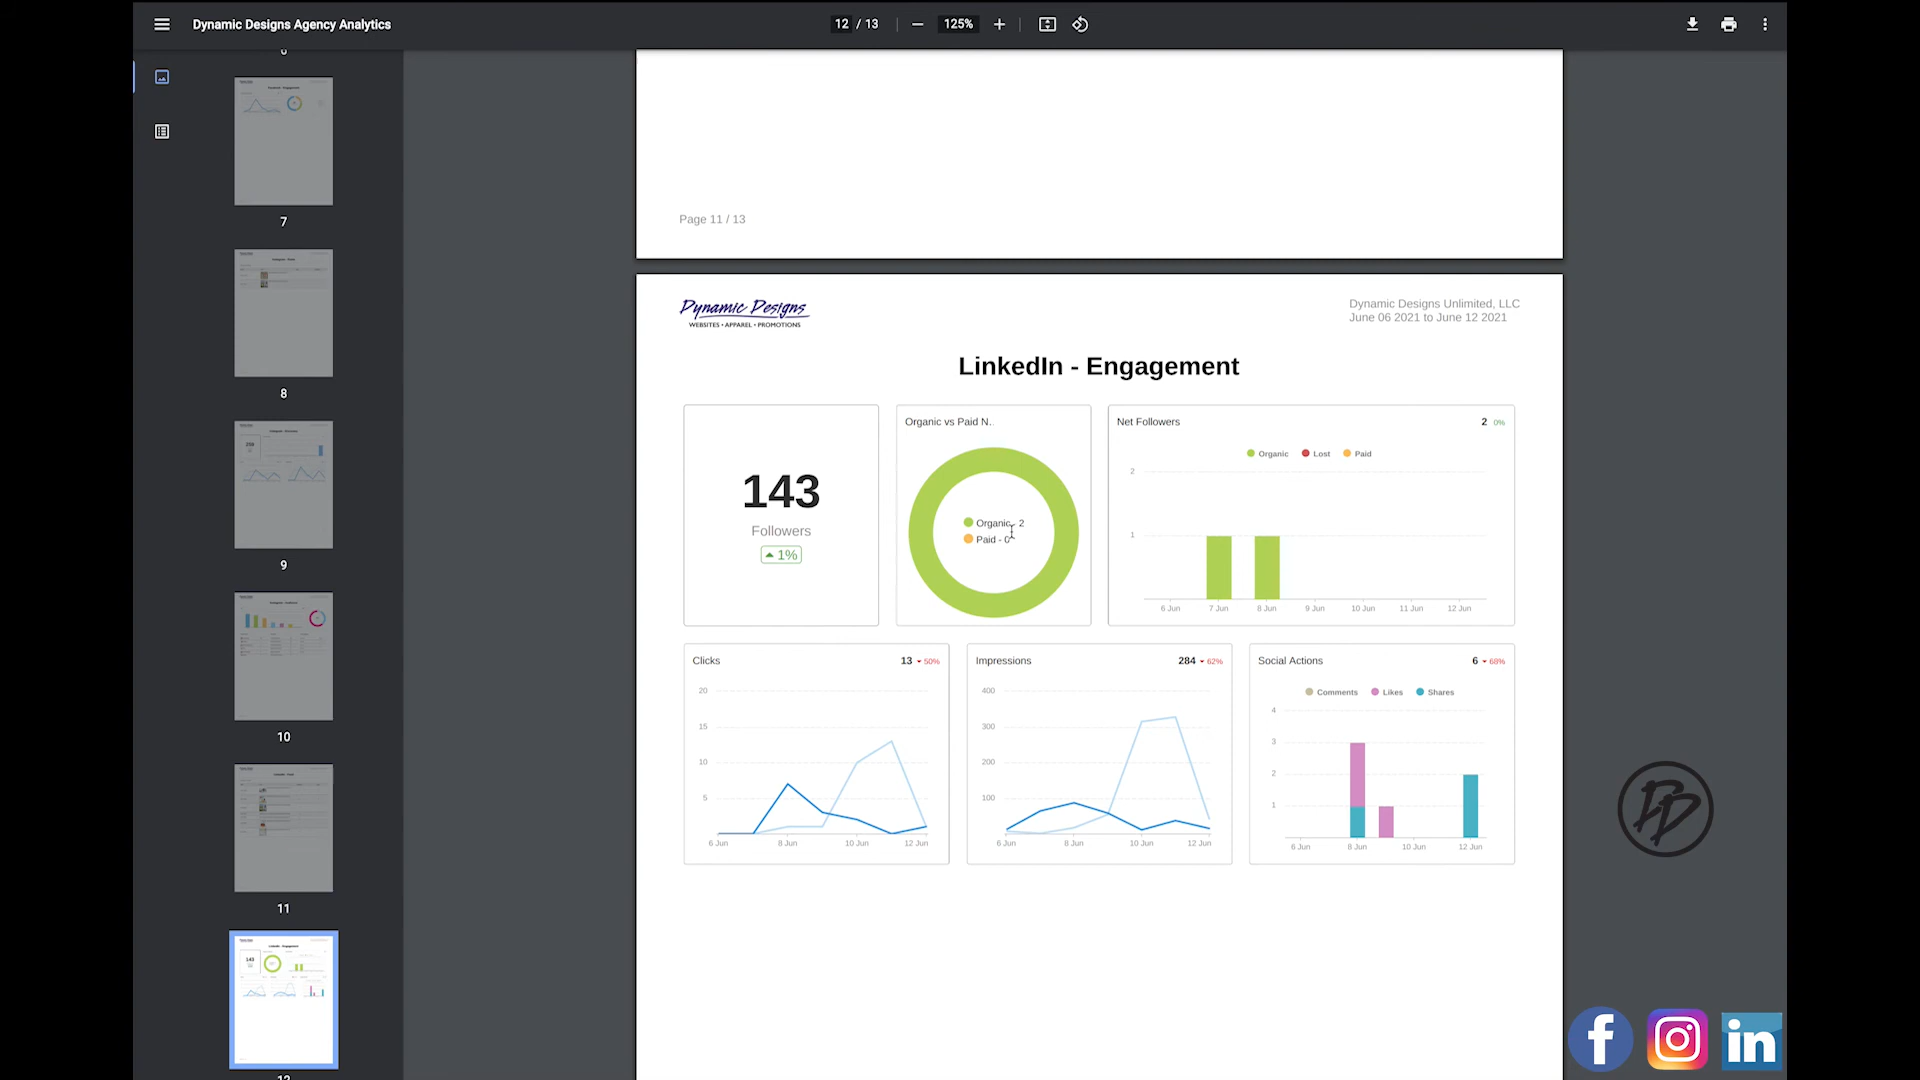 Dynamic Designs Agency Analytics
12 / 13
125%
7
8
9
10
11
Page 11 / 13
Dynamic Designs
WEBSITES • APPAREL • PROMOTIONS
Dynamic Designs Unlimited, LLC
June 06 2021 to June 12 2021
LinkedIn - Engagement
143
Followers
1%
Organic vs Paid N..
Organic - 2
Paid - 0
Net Followers
2 0%
Organic Lost Paid
2
1
6 Jun 7 Jun 8 Jun 9 Jun 10 Jun 11 Jun 12 Jun
Clicks 13 50%
20
15
10
5
6 Jun 8 Jun 10 Jun 12 Jun
Impressions 284 62%
400
300
200
100
6 Jun 8 Jun 10 Jun 12 Jun
Social Actions 6 68%
Comments Likes Shares
4
3
2
1
6 Jun 8 Jun 10 Jun 12 Jun
DD
f
in